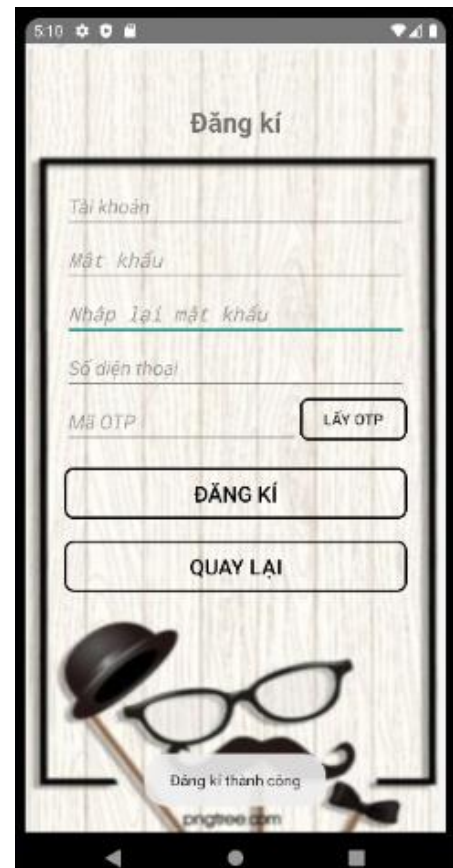 5:10
Đăng kí
Tài khoản
Mật khẩu
Nhập lại mật khẩu
Số điện thoại
Mã OTP
LẤY OTP
ĐĂNG KÍ
QUAY LẠI
Đăng kí thành công
pngtree.com